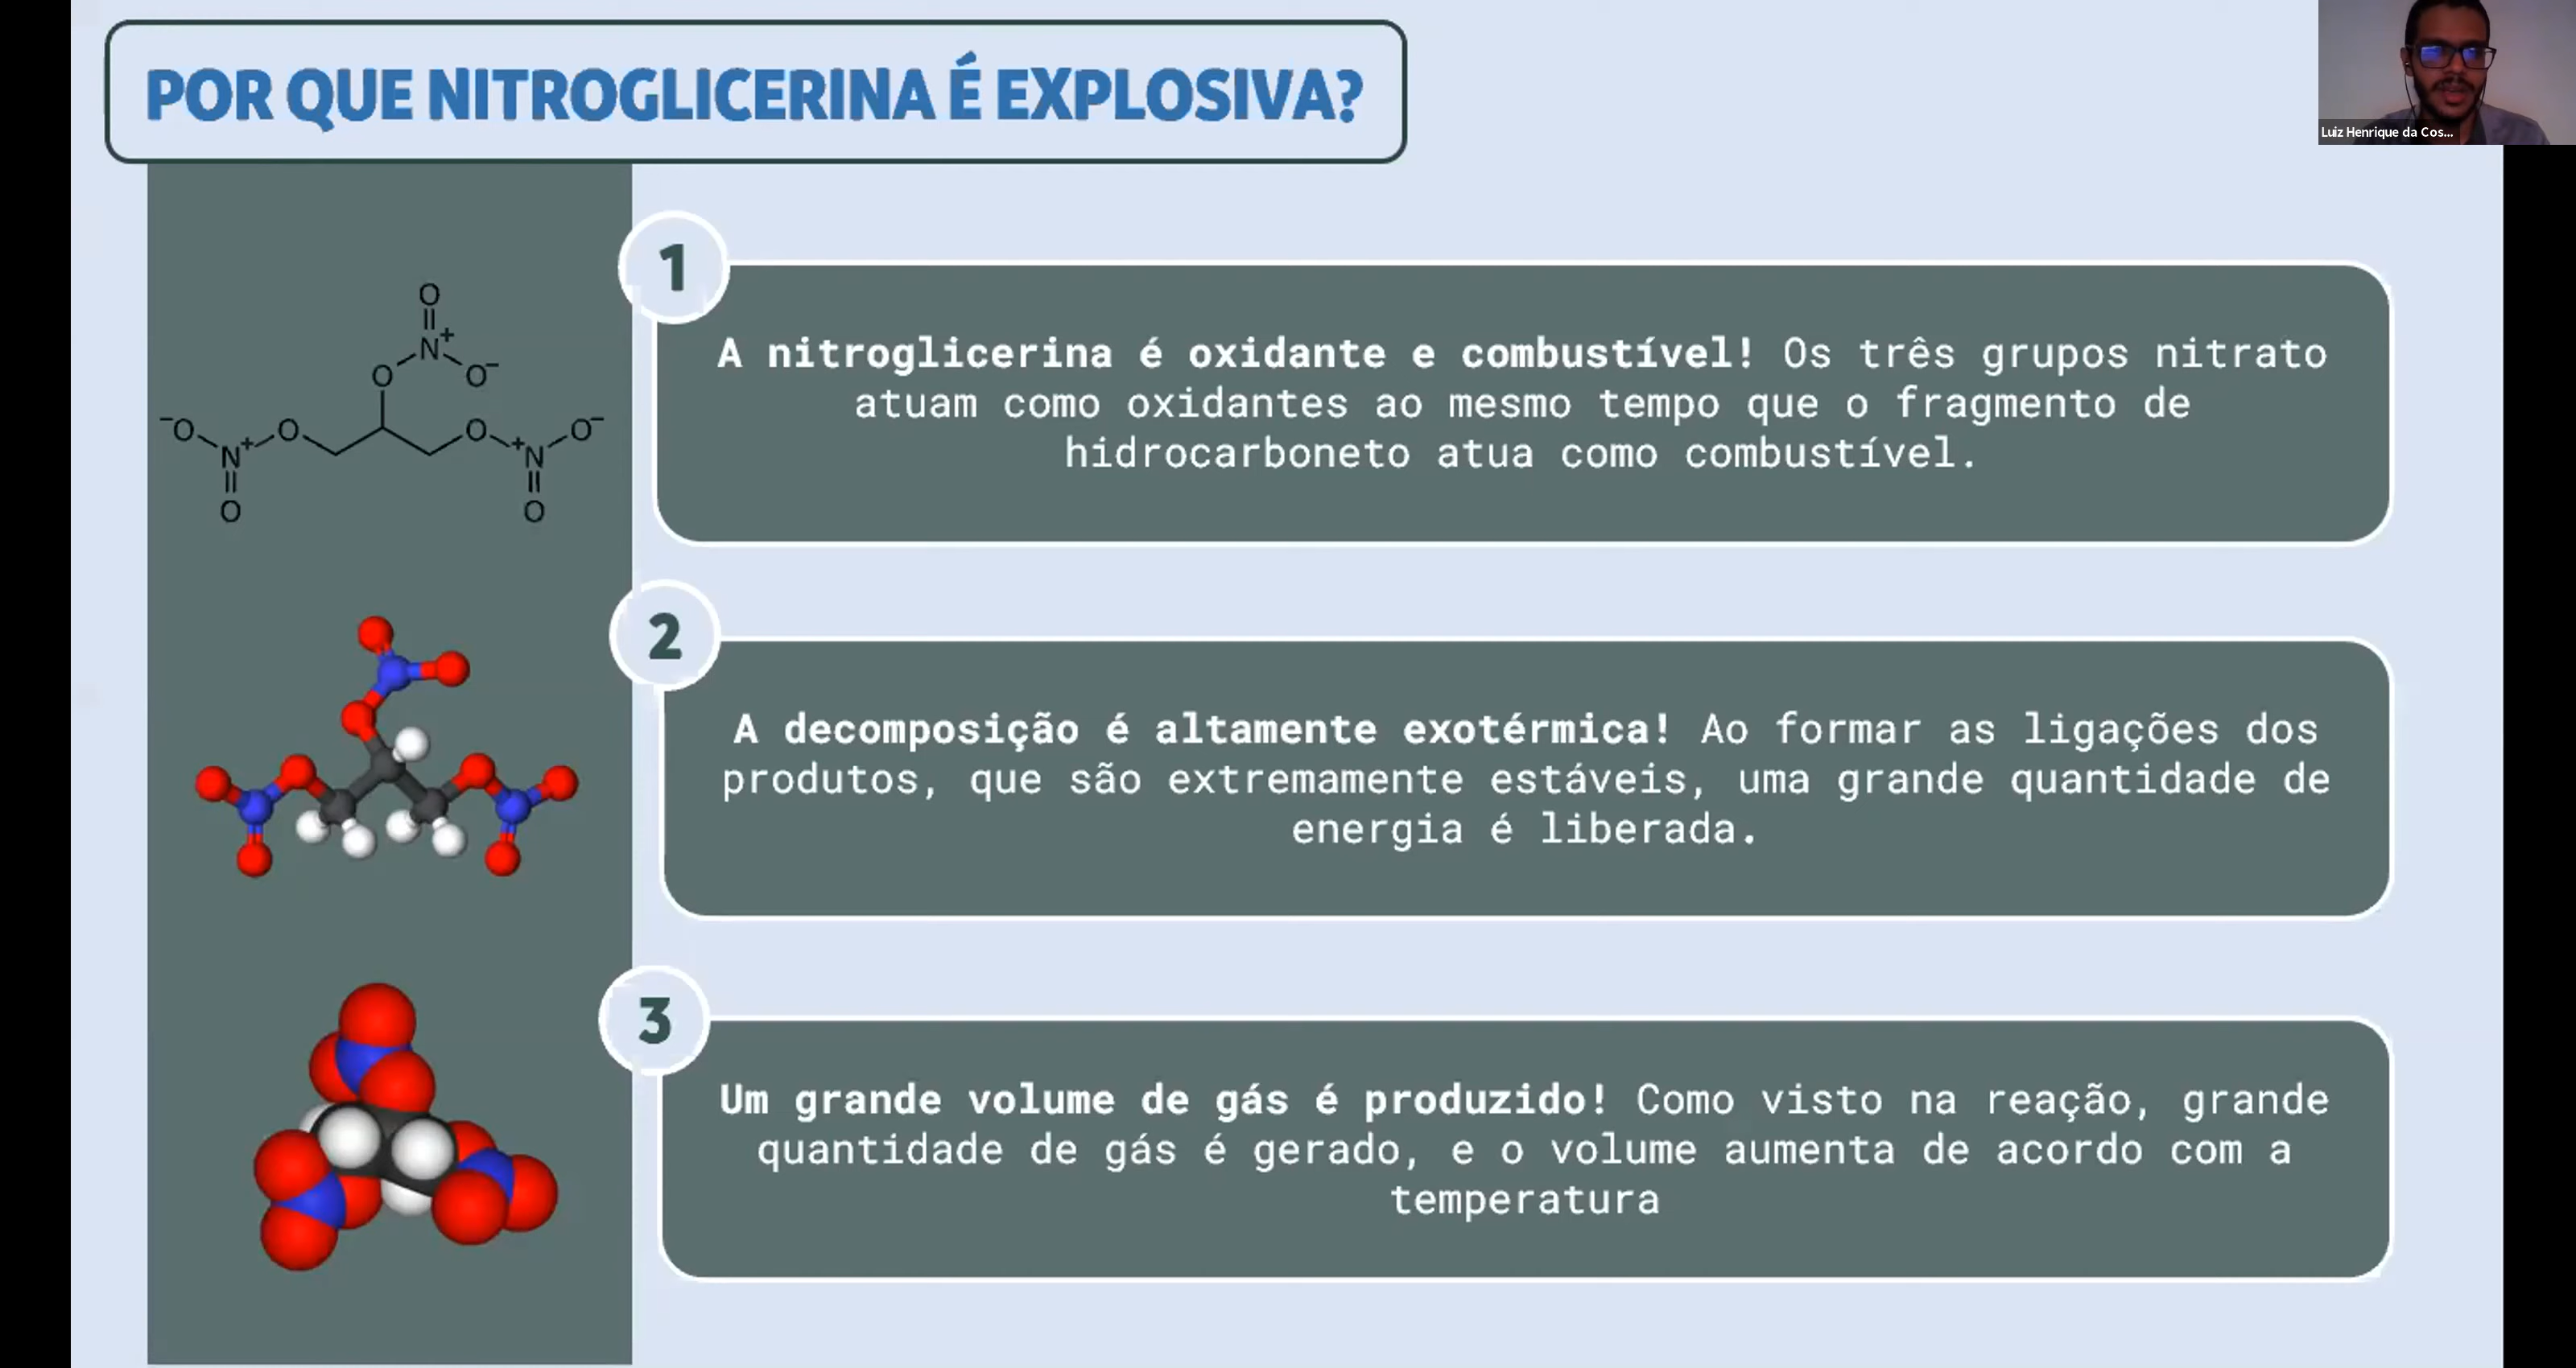 POR QUE NITROGLICERINA É EXPLOSIVA?
Luiz Henrique da Cos...
1
A nitroglicerina é oxidante e combustível! Os três grupos nitrato
atuam como oxidantes ao mesmo tempo que o fragmento de
hidrocarboneto atua como combustível.
O
N+
O
O−
−O
O
O
O−
N+
+N
O
O
2
A decomposição é altamente exotérmica! Ao formar as ligações dos
produtos, que são extremamente estáveis, uma grande quantidade de
energia é liberada.
3
Um grande volume de gás é produzido! Como visto na reação, grande
quantidade de gás é gerado, e o volume aumenta de acordo com a
temperatura